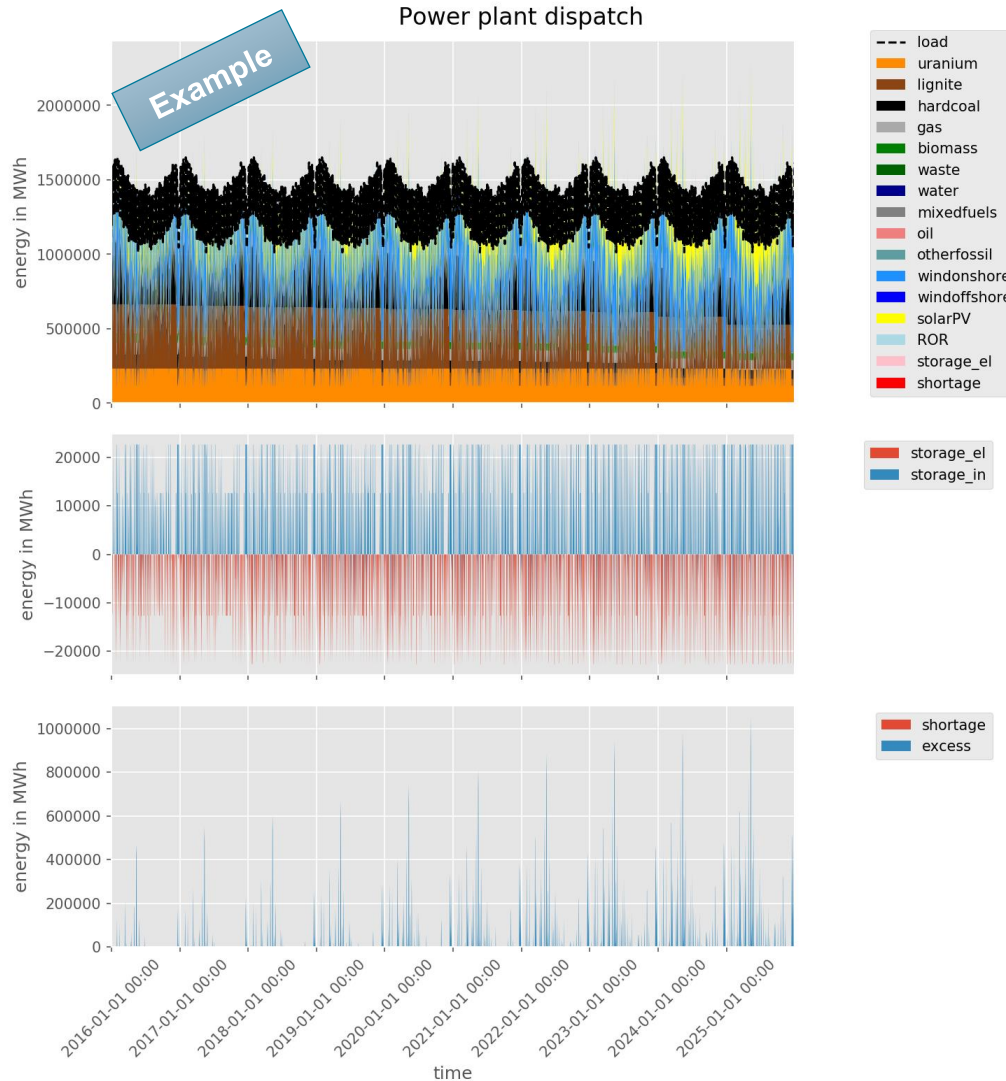 Power plant dispatch
Example
energy in MWh
2000000
1500000
1000000
500000
0
load
uranium
lignite
hardcoal
gas
biomass
waste
water
mixedfuels
oil
otherfossil
windonshore
windoffshore
solarPV
ROR
storage_el
shortage
energy in MWh
20000
10000
0
−10000
−20000
storage_el
storage_in
energy in MWh
1000000
800000
600000
400000
200000
0
shortage
excess
2016-01-01 00:00
2017-01-01 00:00
2018-01-01 00:00
2019-01-01 00:00
2020-01-01 00:00
2021-01-01 00:00
2022-01-01 00:00
2023-01-01 00:00
2024-01-01 00:00
2025-01-01 00:00
time